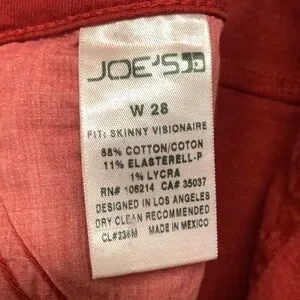 JOE'S
W 28
FIT: SKINNY VISIONAIRE
88% COTTON/COTON
11% ELASTERELL-P
1% LYCRA
RN# 106214 CA# 35037
DESIGNED IN LOS ANGELES
DRY CLEAN RECOMMENDED
CL#236M MADE IN MEXICO